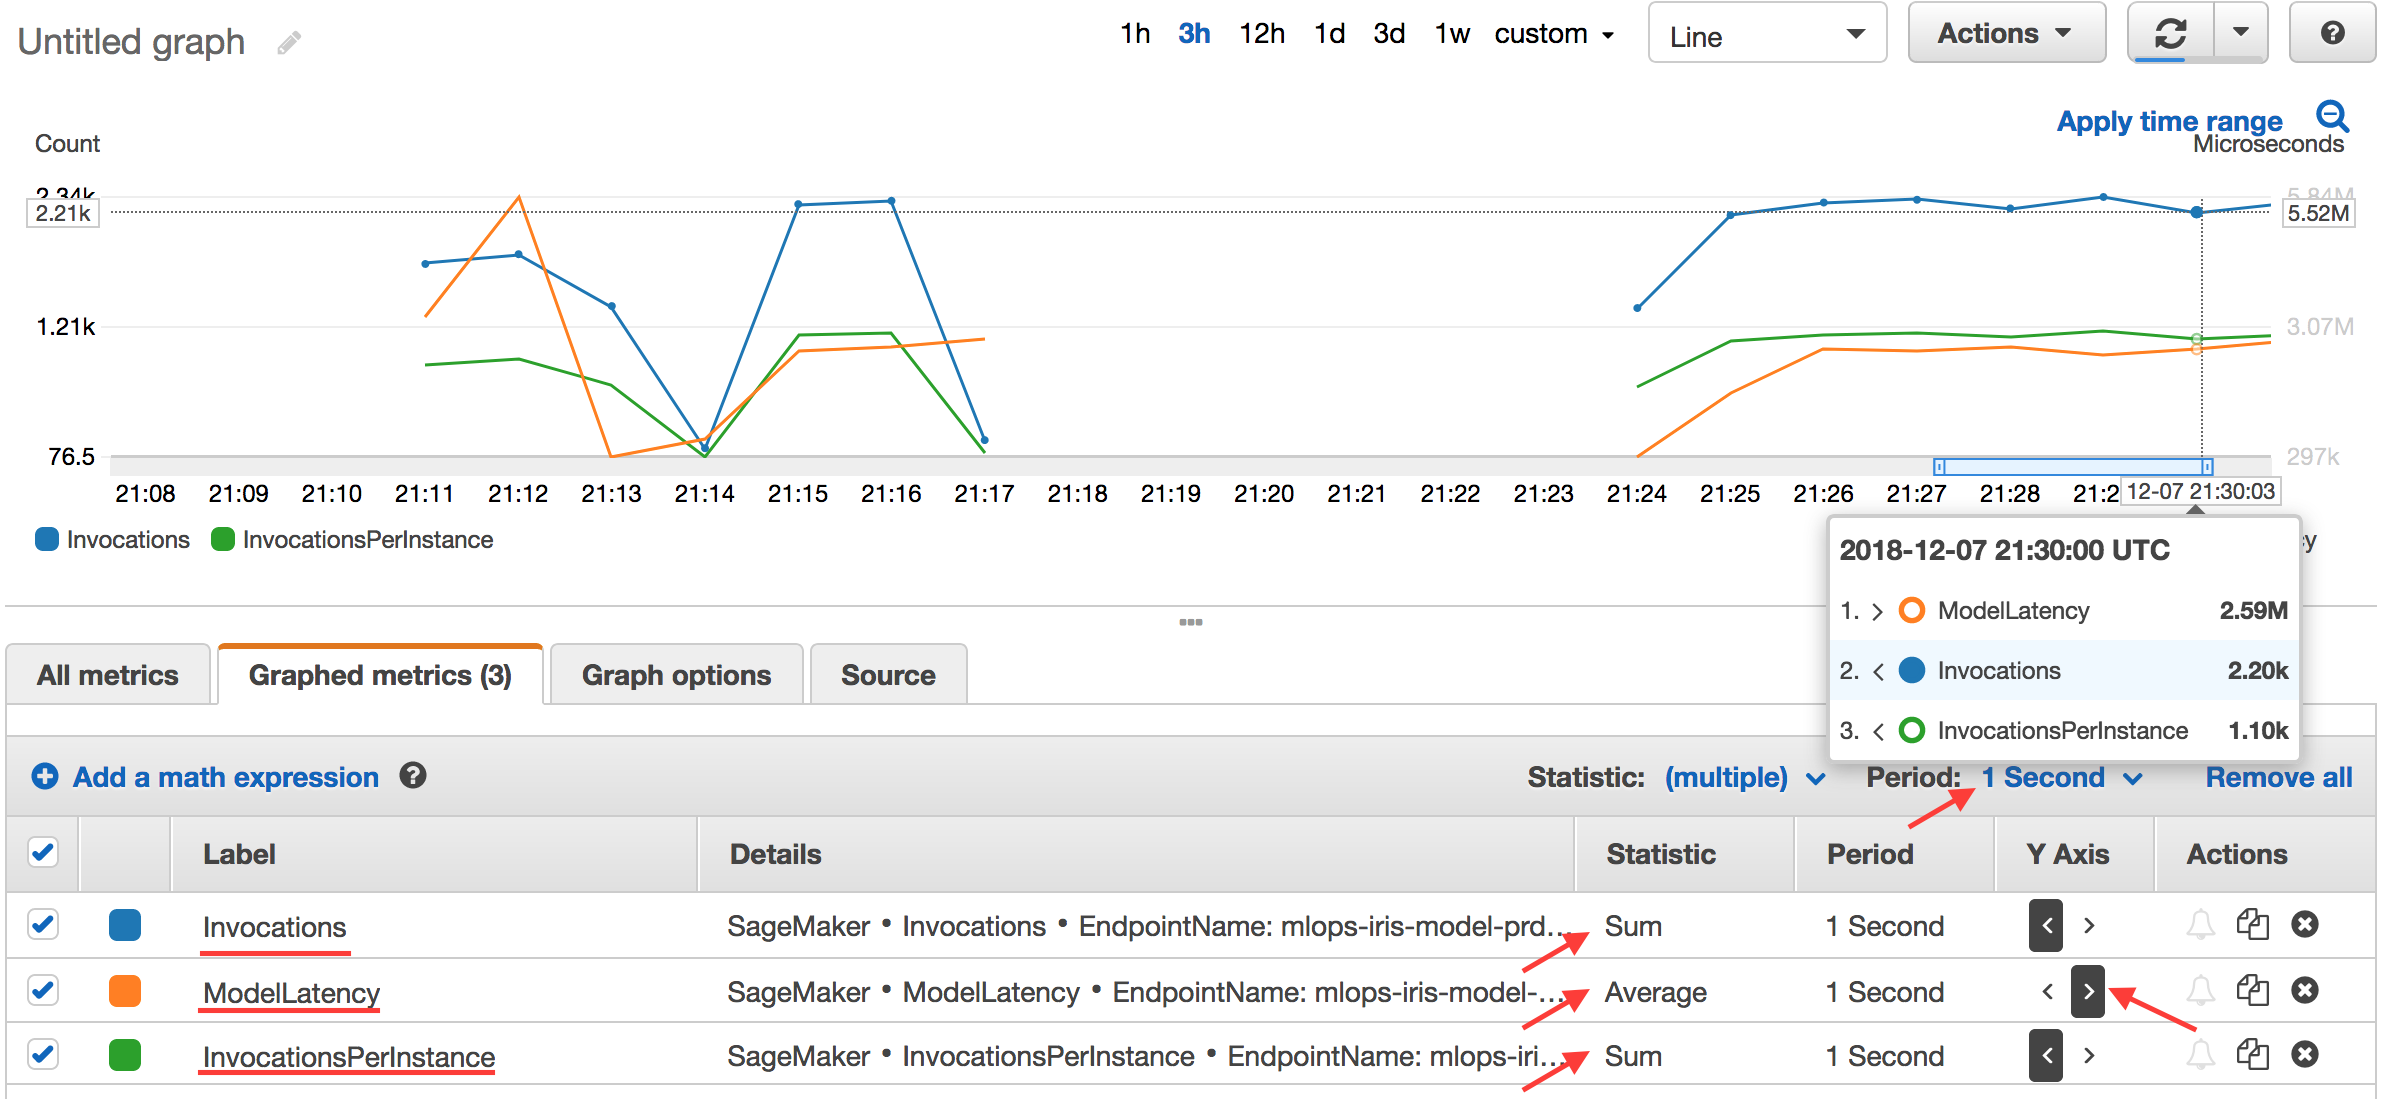 Untitled graph
1h 3h 12h 1d 3d 1w custom
Line
Actions
Apply time range
Count
Microseconds
2.34k
5.84M
2.21k
5.52M
1.21k
3.07M
76.5
297k
21:08 21:09 21:10 21:11 21:12 21:13 21:14 21:15 21:16 21:17 21:18 21:19 21:20 21:21 21:22 21:23 21:24 21:25 21:26 21:27 21:28 21:2 12-07 21:30:03
Invocations InvocationsPerInstance
y
2018-12-07 21:30:00 UTC
1. > ModelLatency 2.59M
2. < Invocations 2.20k
3. < InvocationsPerInstance 1.10k
All metrics Graphed metrics (3) Graph options Source
Add a math expression ?
Statistic: (multiple) Period: 1 Second Remove all
Label Details Statistic Period Y Axis Actions
Invocations SageMaker • Invocations • EndpointName: mlops-iris-model-prd... Sum 1 Second < >
ModelLatency SageMaker • ModelLatency • EndpointName: mlops-iris-model-... Average 1 Second < >
InvocationsPerInstance SageMaker • InvocationsPerInstance • EndpointName: mlops-iri... Sum 1 Second < >